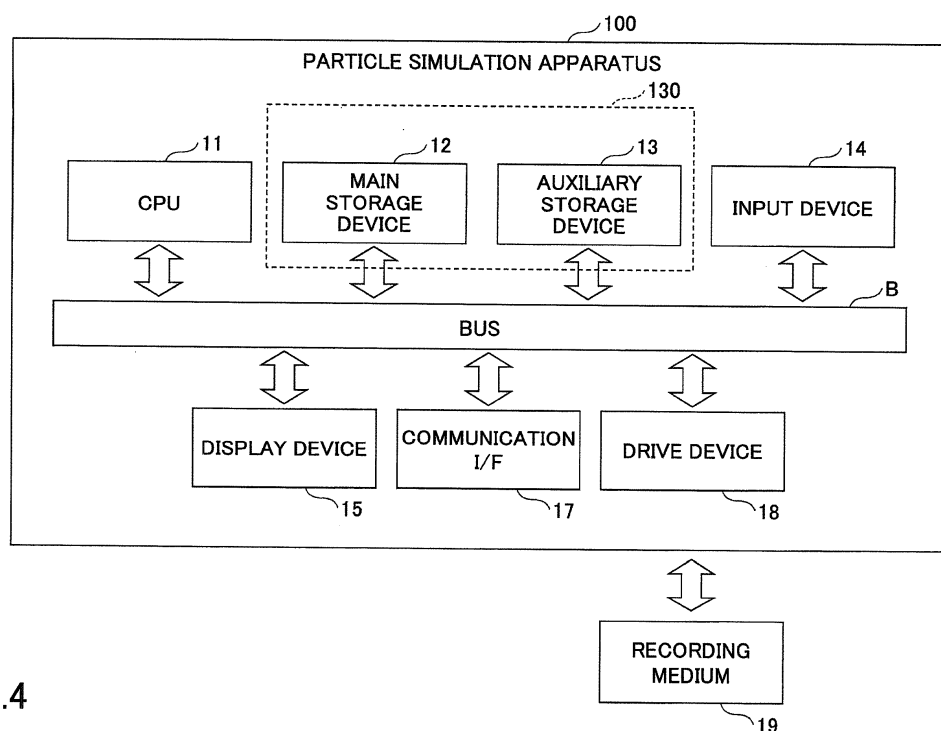 100
PARTICLE SIMULATION APPARATUS
130
11
12
13
14
CPU
MAIN
STORAGE
DEVICE
AUXILIARY
STORAGE
DEVICE
INPUT DEVICE
B
BUS
DISPLAY DEVICE
COMMUNICATION
I/F
DRIVE DEVICE
15
17
18
RECORDING
MEDIUM
19
.4